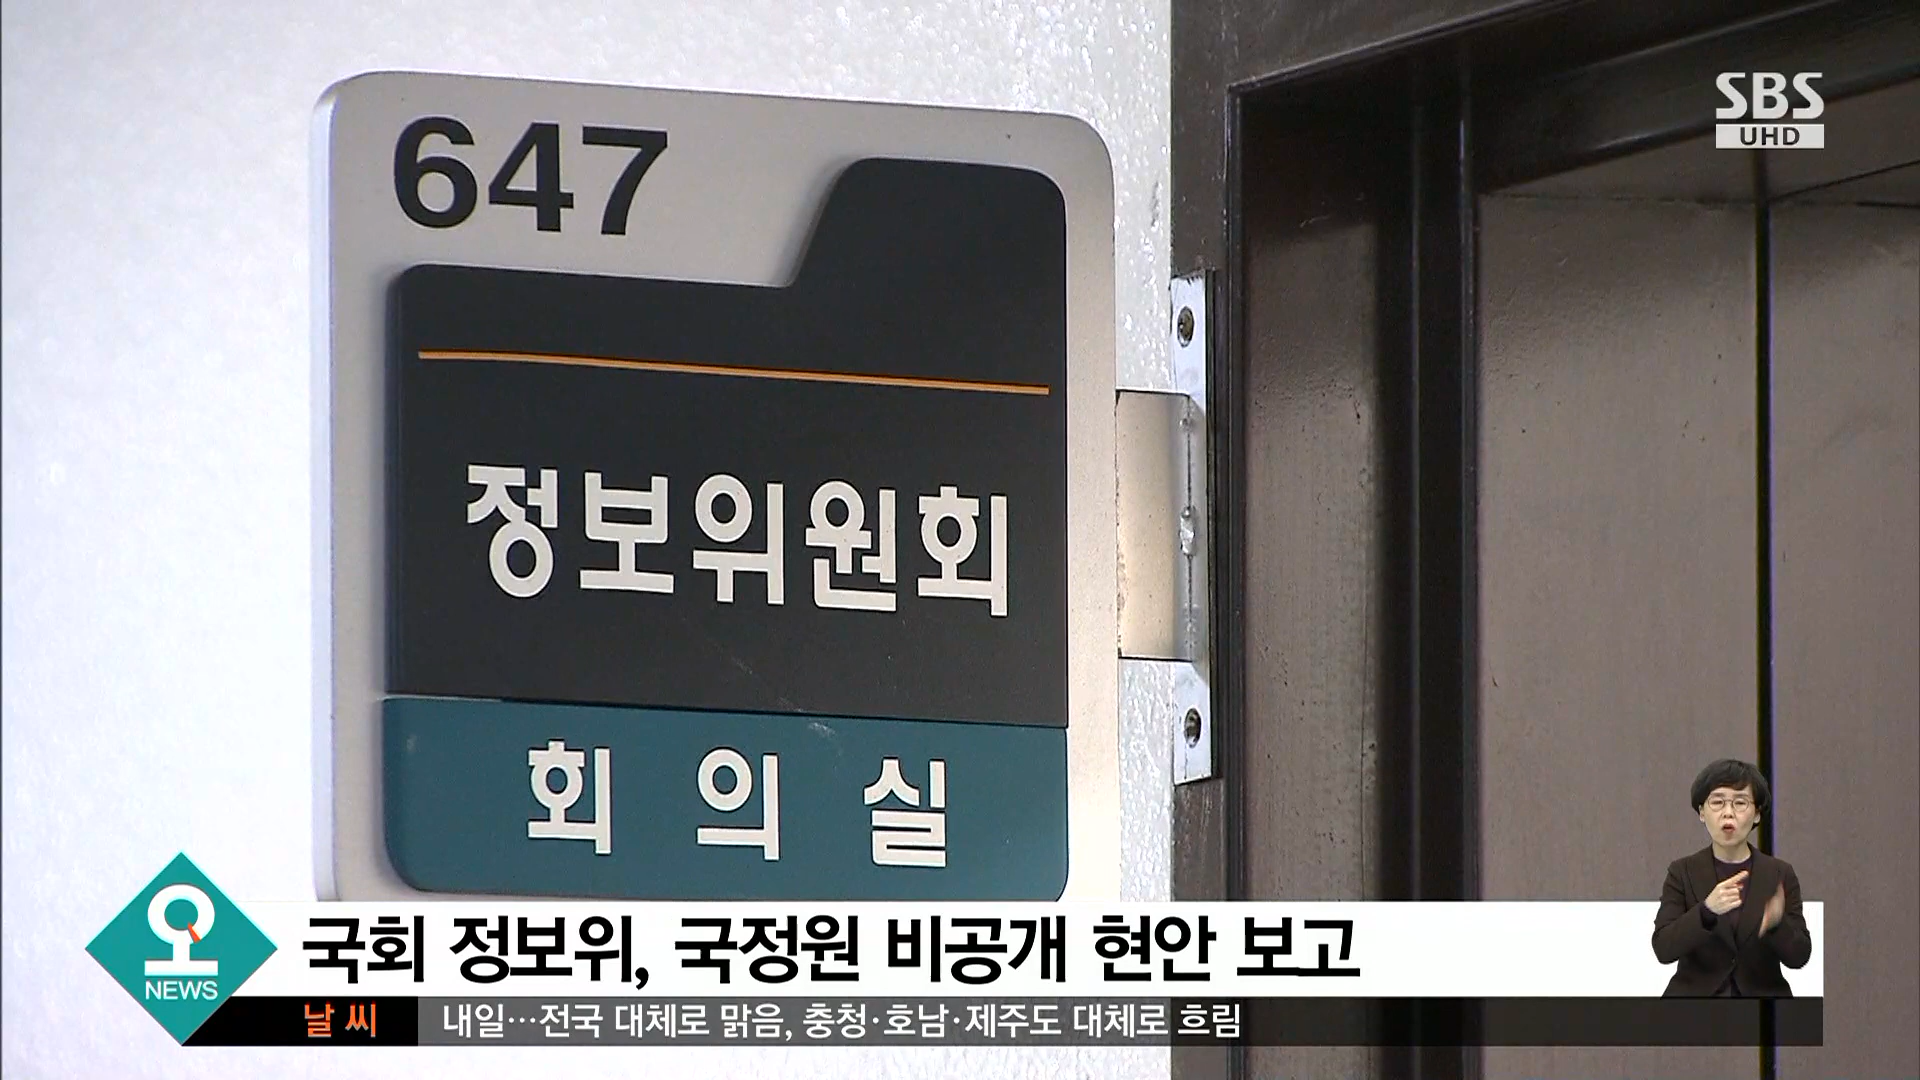 647
SBS
UHD
정보위원회
회의실
오
NEWS
국회 정보위, 국정원 비공개 현안 보고
날씨
내일…전국 대체로 맑음, 충청·호남·제주도 대체로 흐림